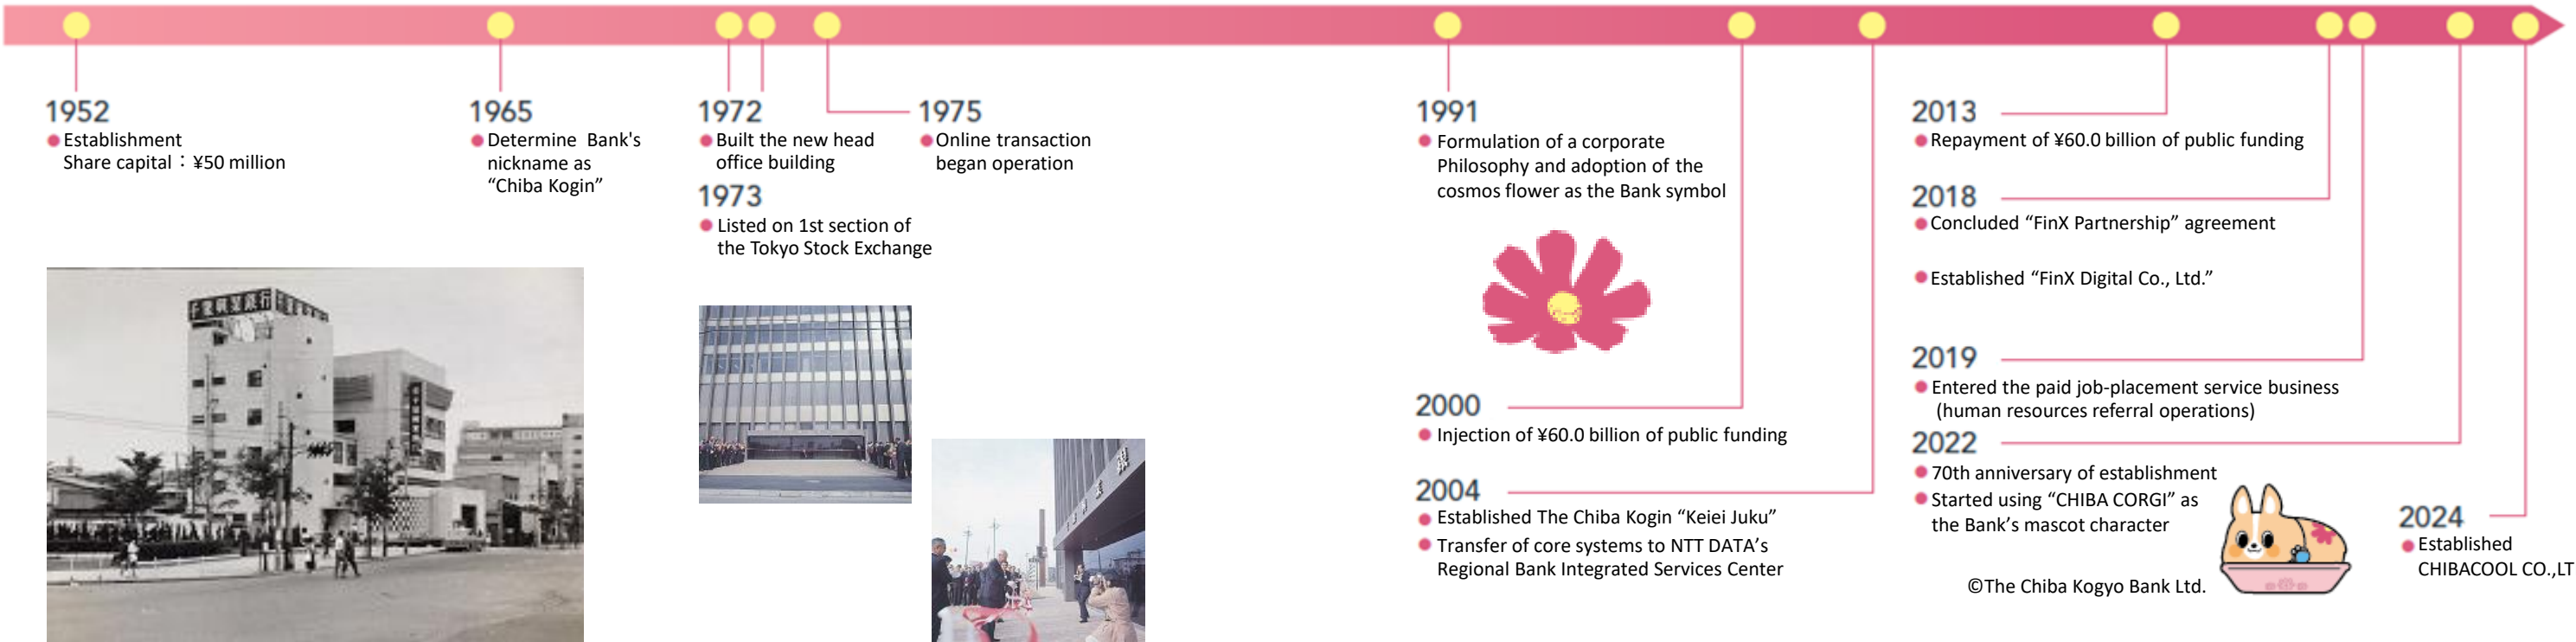 1952
Establishment
Share capital：¥50 million
1965
Determine Bank's
nickname as
“Chiba Kogin”
1972
Built the new head
office building
1973
Listed on 1st section of
the Tokyo Stock Exchange
1975
Online transaction
began operation
千葉興業銀行
1991
Formulation of a corporate
Philosophy and adoption of the
cosmos flower as the Bank symbol
2000
Injection of ¥60.0 billion of public funding
2004
Established The Chiba Kogin “Keiei Juku”
Transfer of core systems to NTT DATA’s
Regional Bank Integrated Services Center
2013
Repayment of ¥60.0 billion of public funding
2018
Concluded “FinX Partnership” agreement
Established “FinX Digital Co., Ltd.”
2019
Entered the paid job-placement service business
(human resources referral operations)
2022
70th anniversary of establishment
Started using “CHIBA CORGI” as
the Bank’s mascot character
©The Chiba Kogyo Bank Ltd.
2024
Established
CHIBACOOL CO.,LT